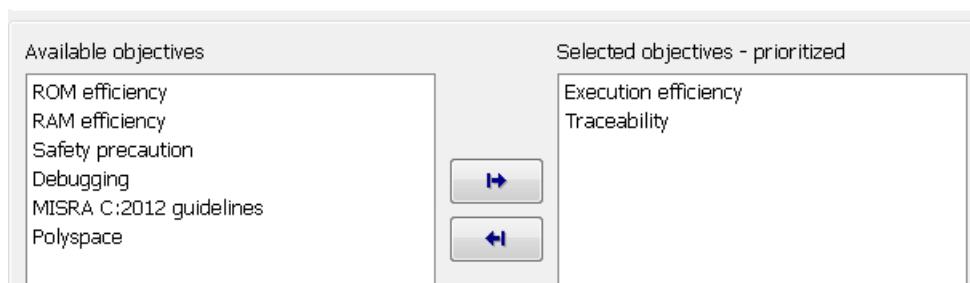 Available objectives
ROM efficiency
RAM efficiency
Safety precaution
Debugging
MISRA C:2012 guidelines
Polyspace
Selected objectives - prioritized
Execution efficiency
Traceability